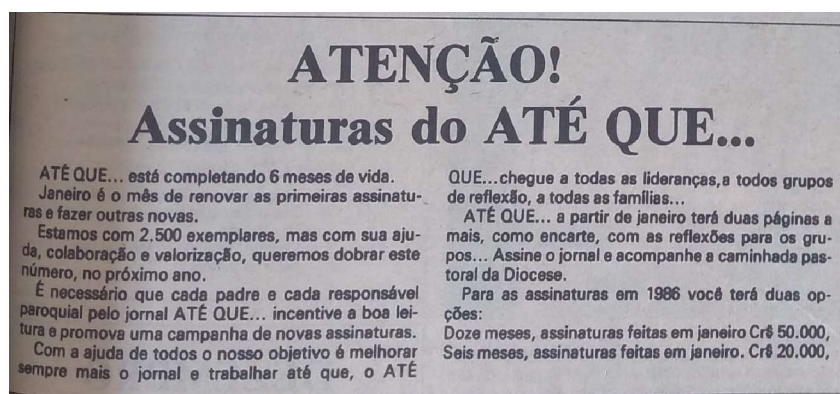 ATENÇÃO!
Assinaturas do ATÉ QUE...
ATÉ QUE... está completando 6 meses de vida.
Janeiro é o mês de renovar as primeiras assinatu-
ras e fazer outras novas.
Estamos com 2.500 exemplares, mas com sua aju-
da, colaboração e valorização, queremos dobrar este
número, no próximo ano.
É necessário que cada padre e cada responsável
paroquial pelo jornal ATÉ QUE... incentive a boa lei-
tura e promova uma campanha de novas assinaturas.
Com a ajuda de todos o nosso objetivo é melhorar
sempre mais o jornal e trabalhar até que, o ATÉ
QUE...chegue a todas as lideranças,a todos grupos
de reflexão, a todas as famílias...
ATÉ QUE... a partir de janeiro terá duas páginas a
mais, como encarte, com as reflexões para os gru-
pos... Assine o jornal e acompanhe a caminhada pas-
toral da Diocese.
Para as assinaturas em 1986 você terá duas op-
ções:
Doze meses, assinaturas feitas em janeiro Cr$ 50.000,
Seis meses, assinaturas feitas em janeiro. Cr$ 20.000,